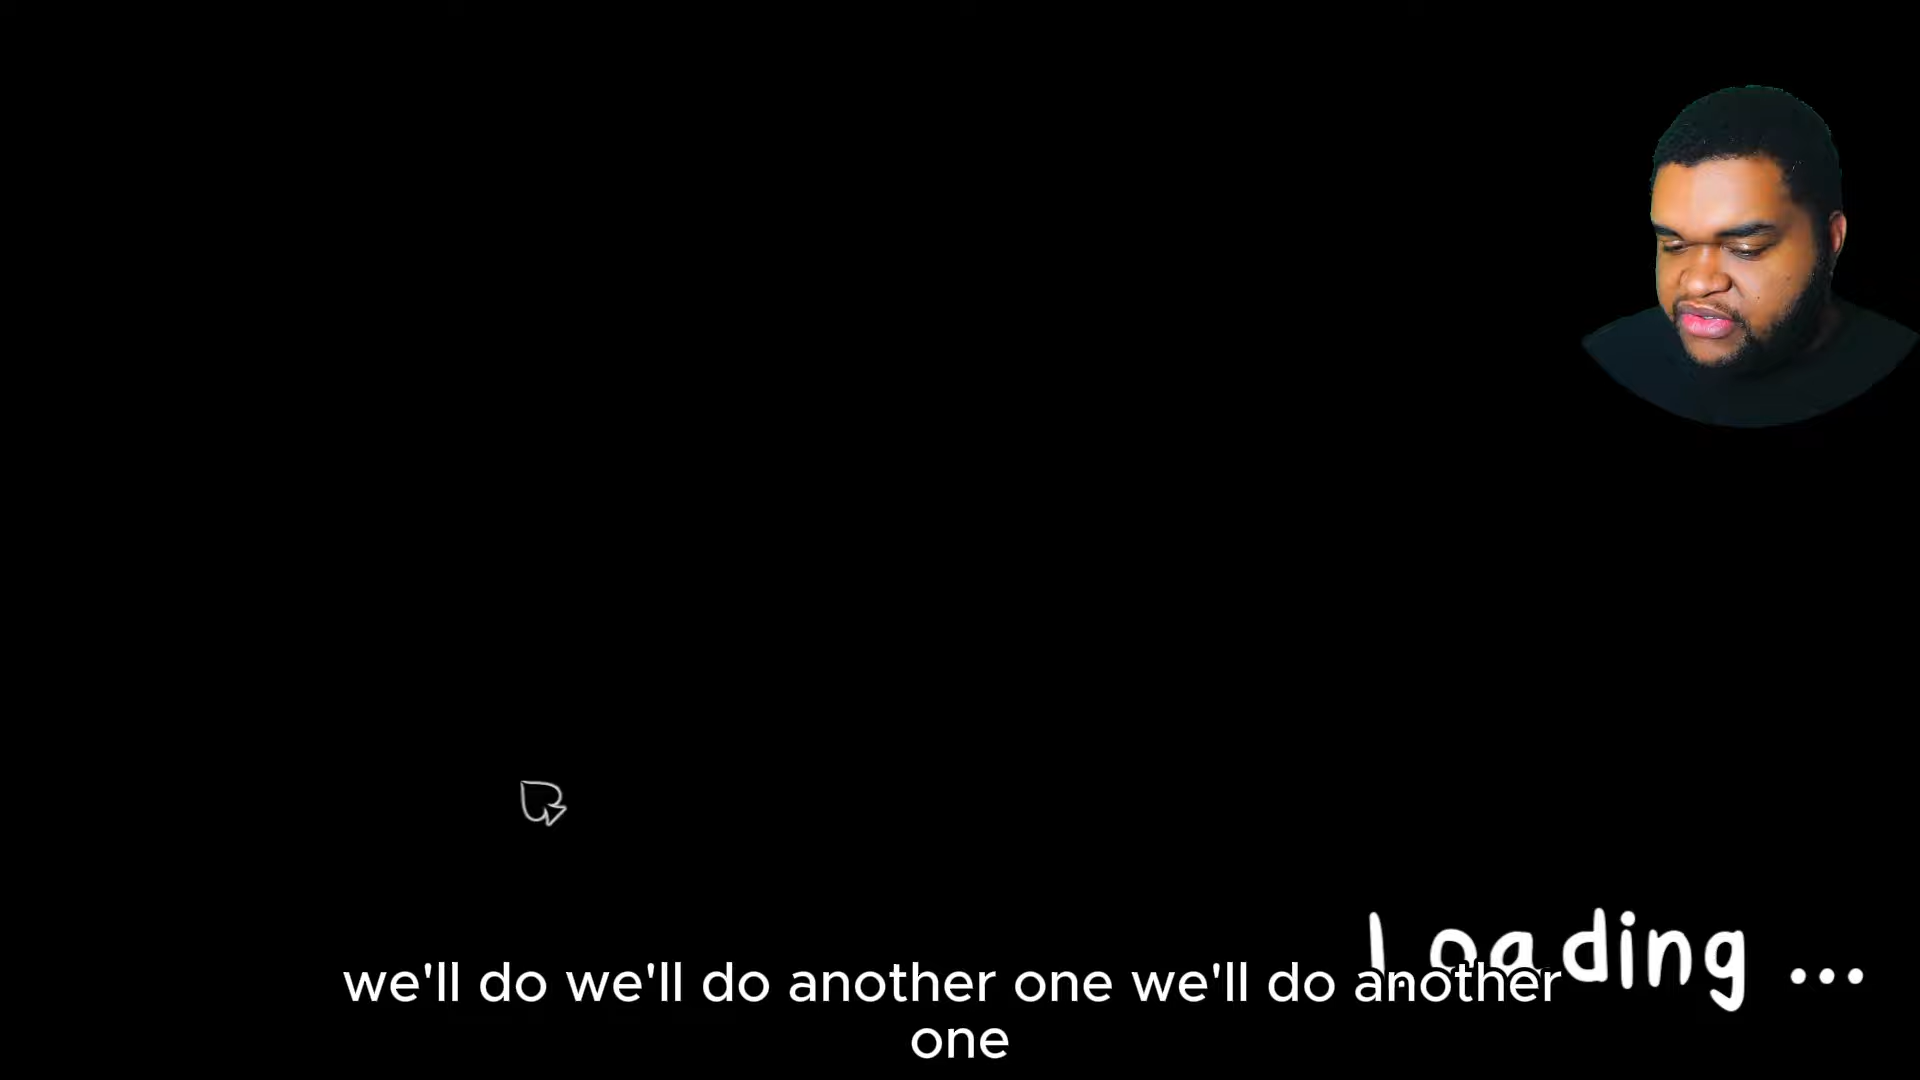 Loading ...
we'll do we'll do another one we'll do another
one